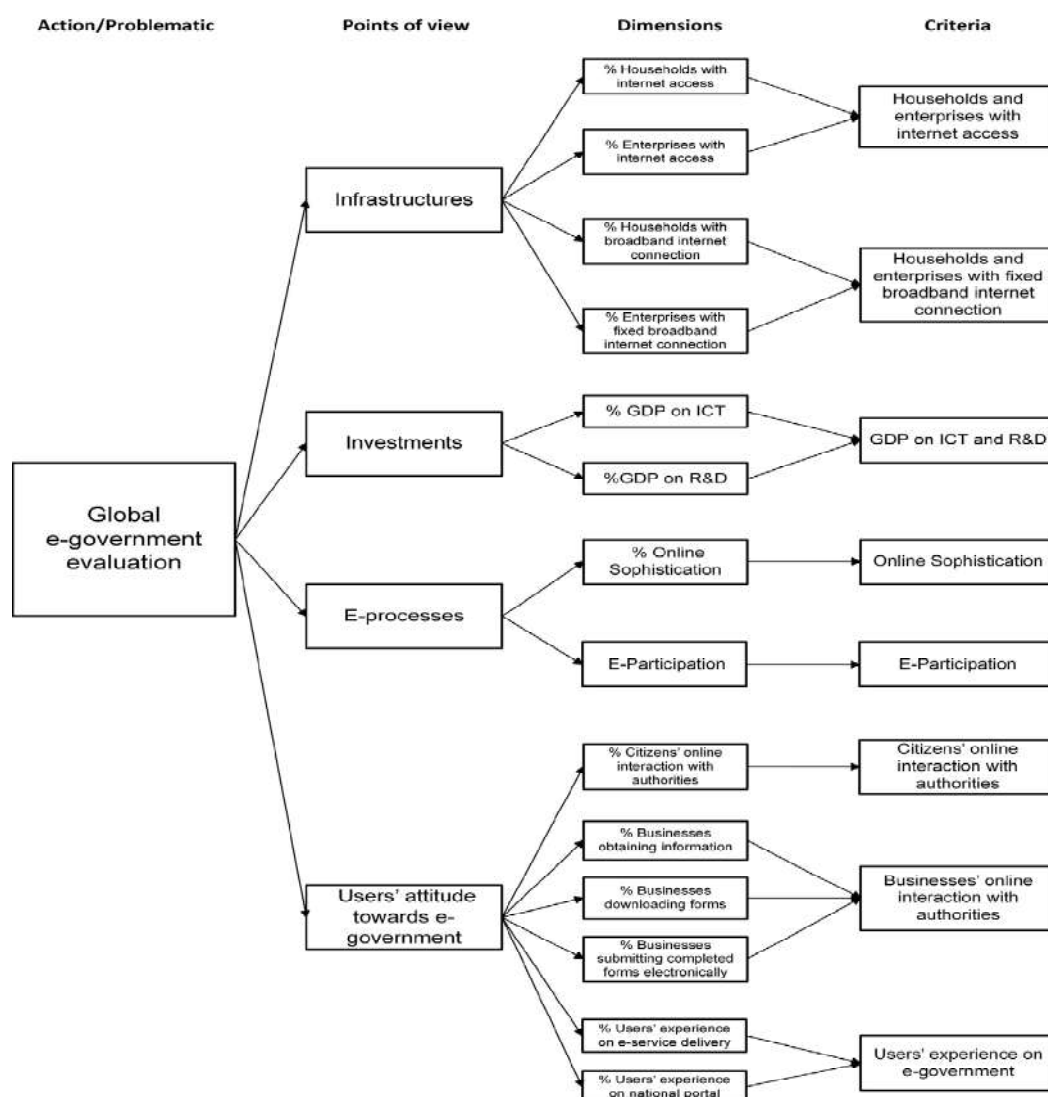 Action/Problematic
Points of view
Dimensions
Criteria
% Households with
internet access
% Enterprises with
internet access
Households and
enterprises with
internet access
Infrastructures
% Households with
broadband internet
connection
% Enterprises with
fixed broadband
internet connection
Households and
enterprises with fixed
broadband internet
connection
Investments
% GDP on ICT
%GDP on R&D
GDP on ICT and R&D
Global
e-government
evaluation
E-processes
% Online
Sophistication
Online Sophistication
E-Participation
E-Participation
Users' attitude
towards e-
government
% Citizens' online
interaction with
authorities
Citizens' online
interaction with
authorities
% Businesses
obtaining information
% Businesses
downloading forms
% Businesses
submitting completed
forms electronically
Businesses' online
interaction with
authorities
% Users' experience
on e-service delivery
% Users' experience
on national portal
Users' experience on
e-government